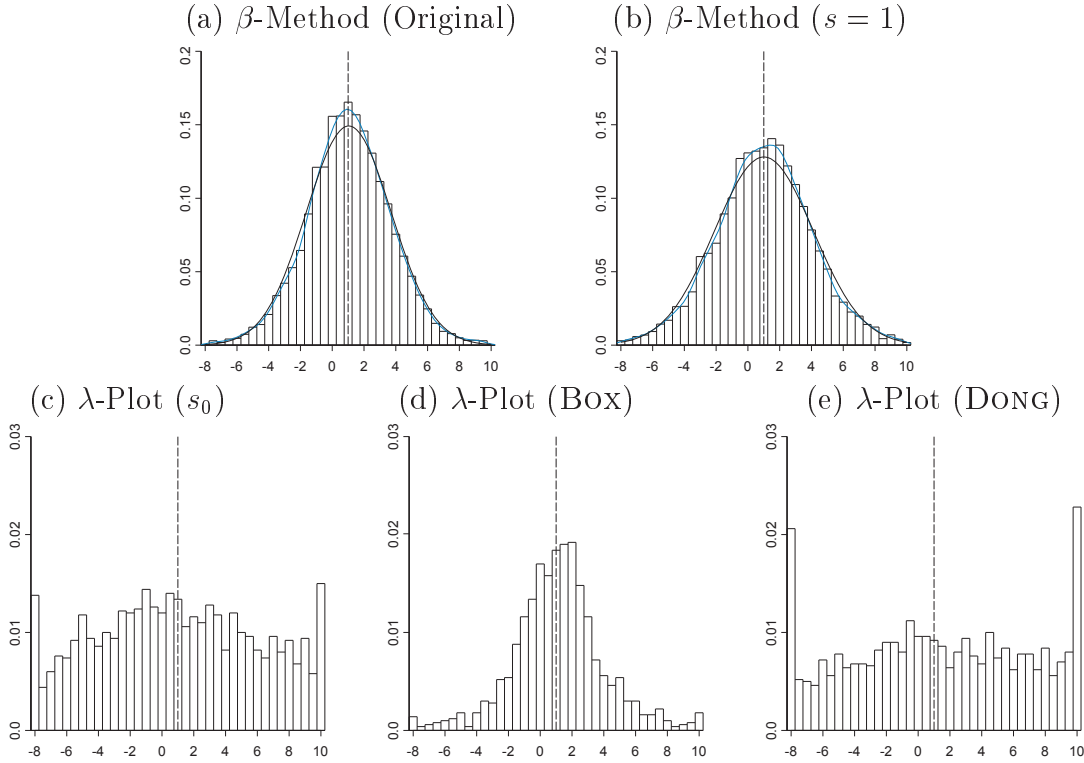 (a) β-Method (Original)
(b) β-Method (s = 1)
0.2
0.15
0.10
0.05
0.0
-8 -6 -4 -2 0 2 4 6 8 10
0.2
0.15
0.10
0.05
0.0
-8 -6 -4 -2 0 2 4 6 8 10
(c) λ-Plot (s₀)
(d) λ-Plot (BOX)
(e) λ-Plot (DONG)
0.03
0.02
0.01
0.0
-8 -6 -4 -2 0 2 4 6 8 10
0.03
0.02
0.01
0.0
-8 -6 -4 -2 0 2 4 6 8 10
0.03
0.02
0.01
0.0
-8 -6 -4 -2 0 2 4 6 8 10